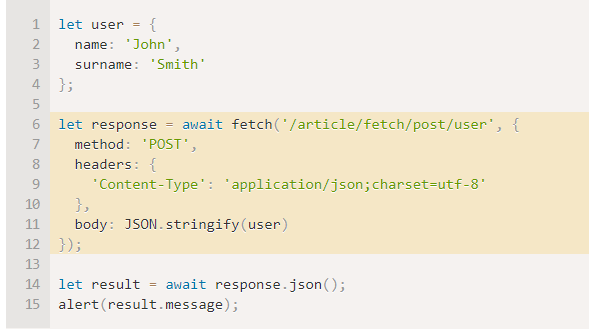 1 let user = {
2   name: 'John',
3   surname: 'Smith'
4 };
5
6 let response = await fetch('/article/fetch/post/user', {
7   method: 'POST',
8   headers: {
9     'Content-Type': 'application/json;charset=utf-8'
10   },
11   body: JSON.stringify(user)
12 });
13
14 let result = await response.json();
15 alert(result.message);